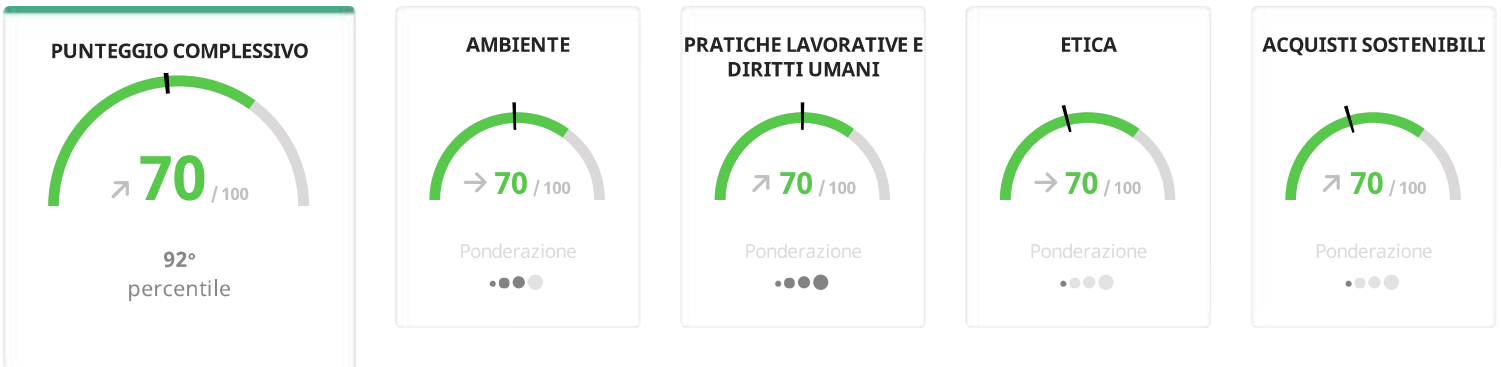 PUNTEGGIO COMPLESSIVO
70 / 100
92°
percentile
AMBIENTE
70 / 100
Ponderazione
PRATICHE LAVORATIVE E
DIRITTI UMANI
70 / 100
Ponderazione
ETICA
70 / 100
Ponderazione
ACQUISTI SOSTENIBILI
70 / 100
Ponderazione